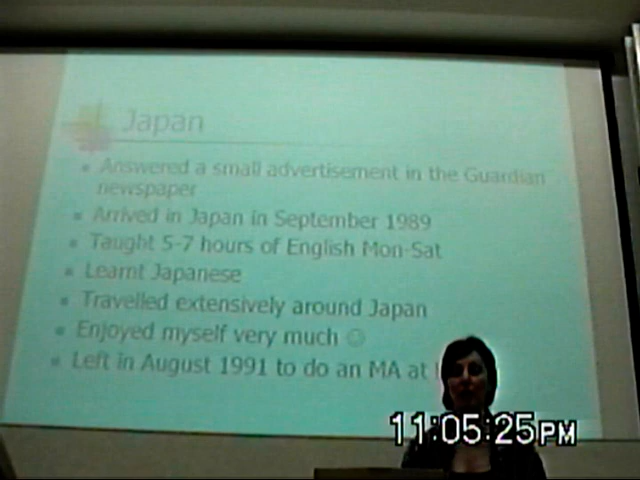 Japan
Answered a small advertisement in the Guardian
newspaper
Arrived in Japan in September 1989
Taught 5-7 hours of English Mon-Sat
Learnt Japanese
Travelled extensively around Japan
Enjoyed myself very much ☺
Left in August 1991 to do an MA at
11:05:25PM